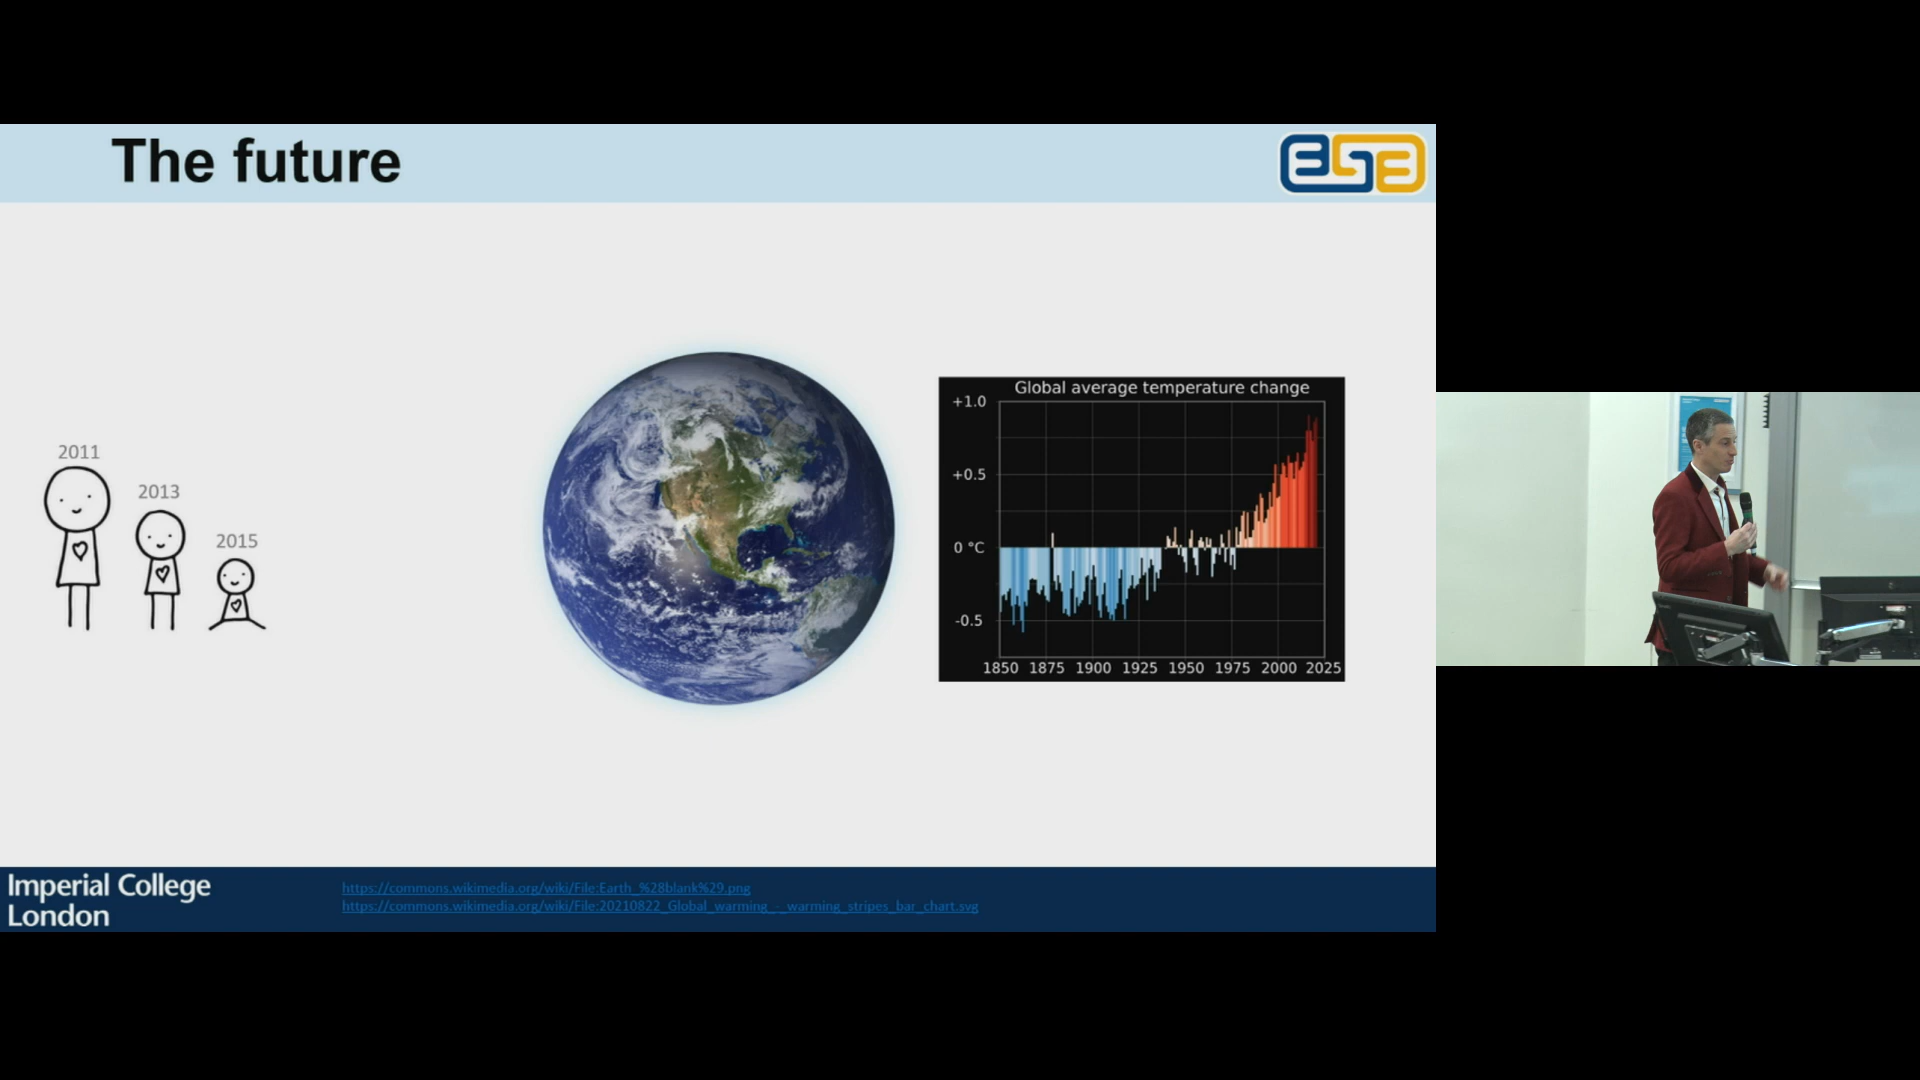 The future
2011
2013
2015
Global average temperature change
+1.0
+0.5
0 °C
-0.5
1850 1875 1900 1925 1950 1975 2000 2025
Imperial College
London
https://commons.wikimedia.org/wiki/File:Earth_%28blank%29.png
https://commons.wikimedia.org/wiki/File:20210822_Global_warming_-_warming_stripes_bar_chart.svg